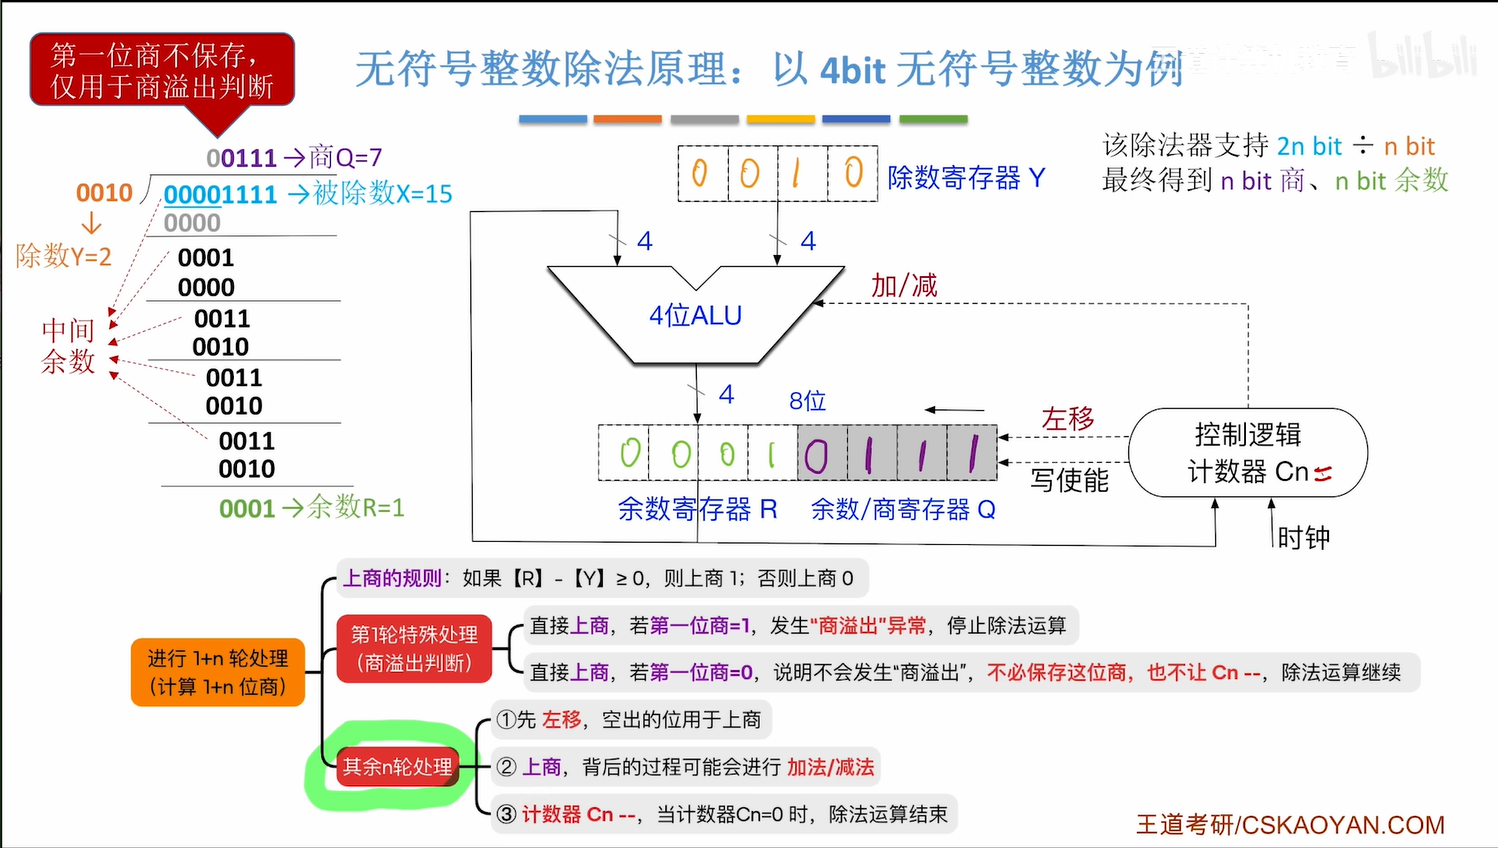 第一位商不保存，
仅用于商溢出判断
无符号整数除法原理：以 4bit 无符号整数为例
bilibili
00111 →商Q=7
0010
00001111 →被除数X=15
0000
除数Y=2
0001
0000
0011
0010
中间
余数
0011
0010
0011
0010
0001 →余数R=1
0 0 1 0
除数寄存器 Y
该除法器支持 2n bit ÷ n bit
最终得到 n bit 商、n bit 余数
4
4
加/减
4位ALU
4
8位
0 0 0 1 0 1 1 1
左移
写使能
控制逻辑
计数器 Cn
余数寄存器 R
余数/商寄存器 Q
时钟
进行 1+n 轮处理
（计算 1+n 位商）
上商的规则：如果【R】-【Y】≥ 0，则上商 1；否则上商 0
第1轮特殊处理
（商溢出判断）
直接上商，若第一位商=1，发生“商溢出”异常，停止除法运算
直接上商，若第一位商=0，说明不会发生“商溢出”，不必保存这位商，也不让 Cn --，除法运算继续
其余n轮处理
①先 左移，空出的位用于上商
② 上商，背后的过程可能会进行 加法/减法
③ 计数器 Cn --，当计数器Cn=0 时，除法运算结束
王道考研/CSKAOYAN.COM